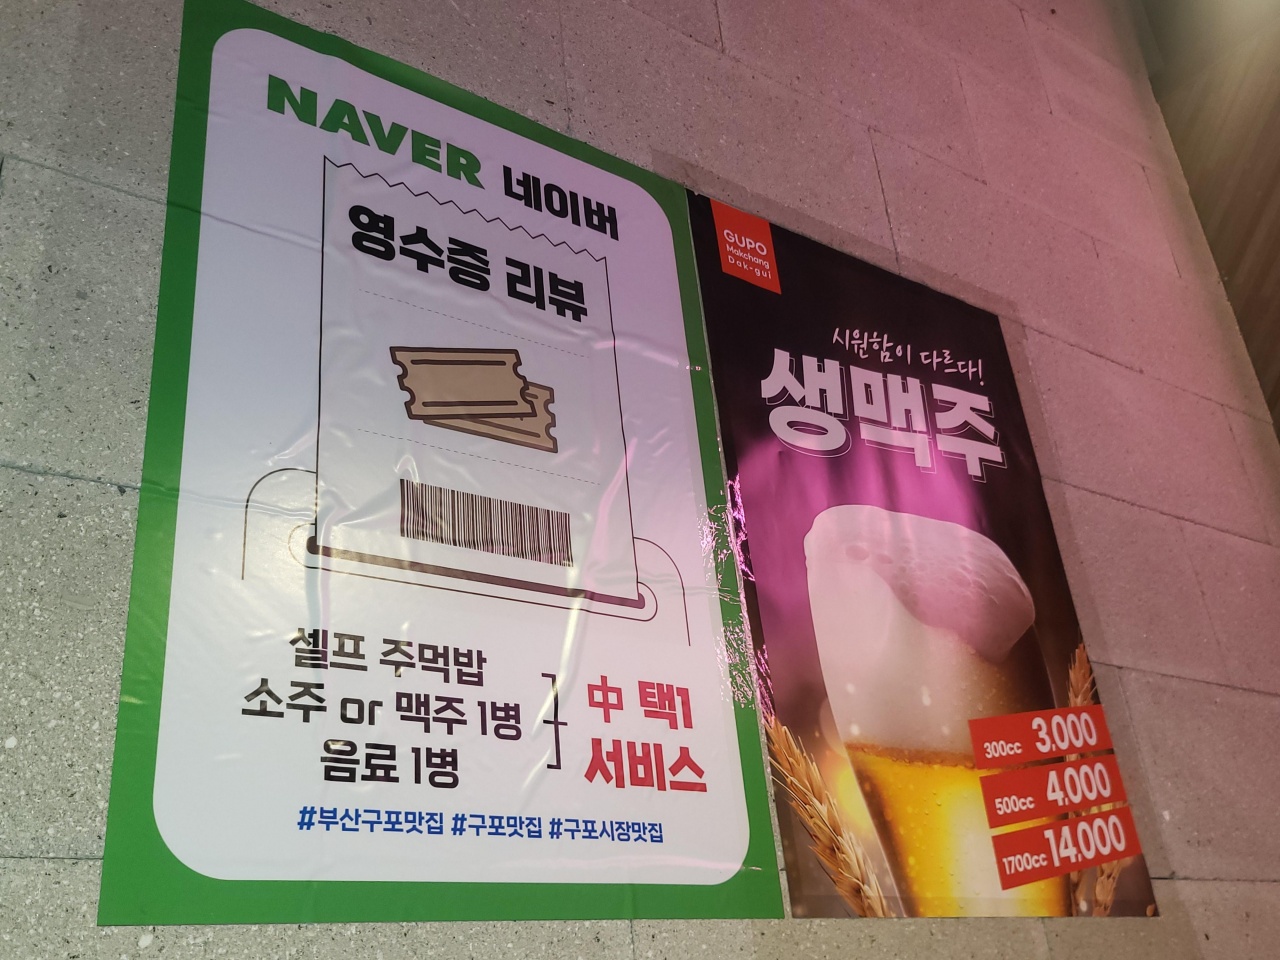 NAVER 네이버
영수증 리뷰
셀프 주먹밥
소주 or 맥주 1병
음료 1병
中 택1
서비스
#부산구포맛집 #구포맛집 #구포시장맛집
GUPO
Makchang
Dak-gui
시원함이 다르다!
생맥주
300cc 3,000
500cc 4,000
1700cc 14,000